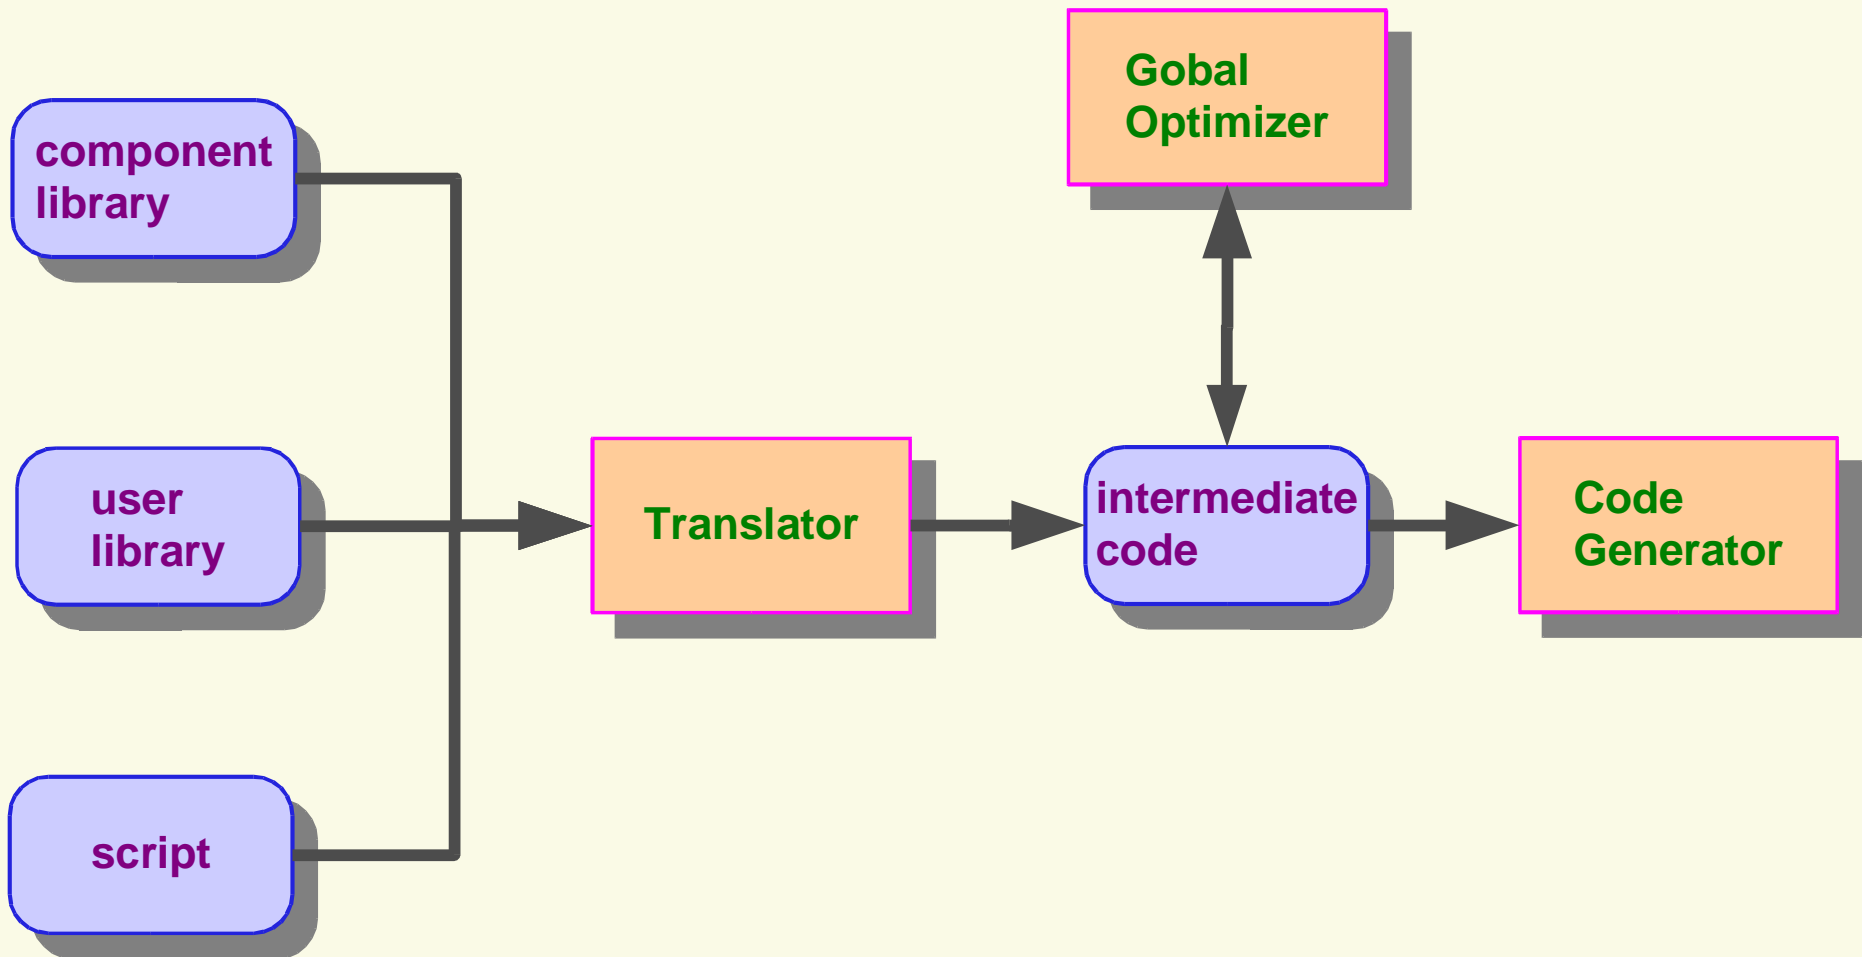 component
library
user
library
script
Translator
Gobal
Optimizer
intermediate
code
Code
Generator